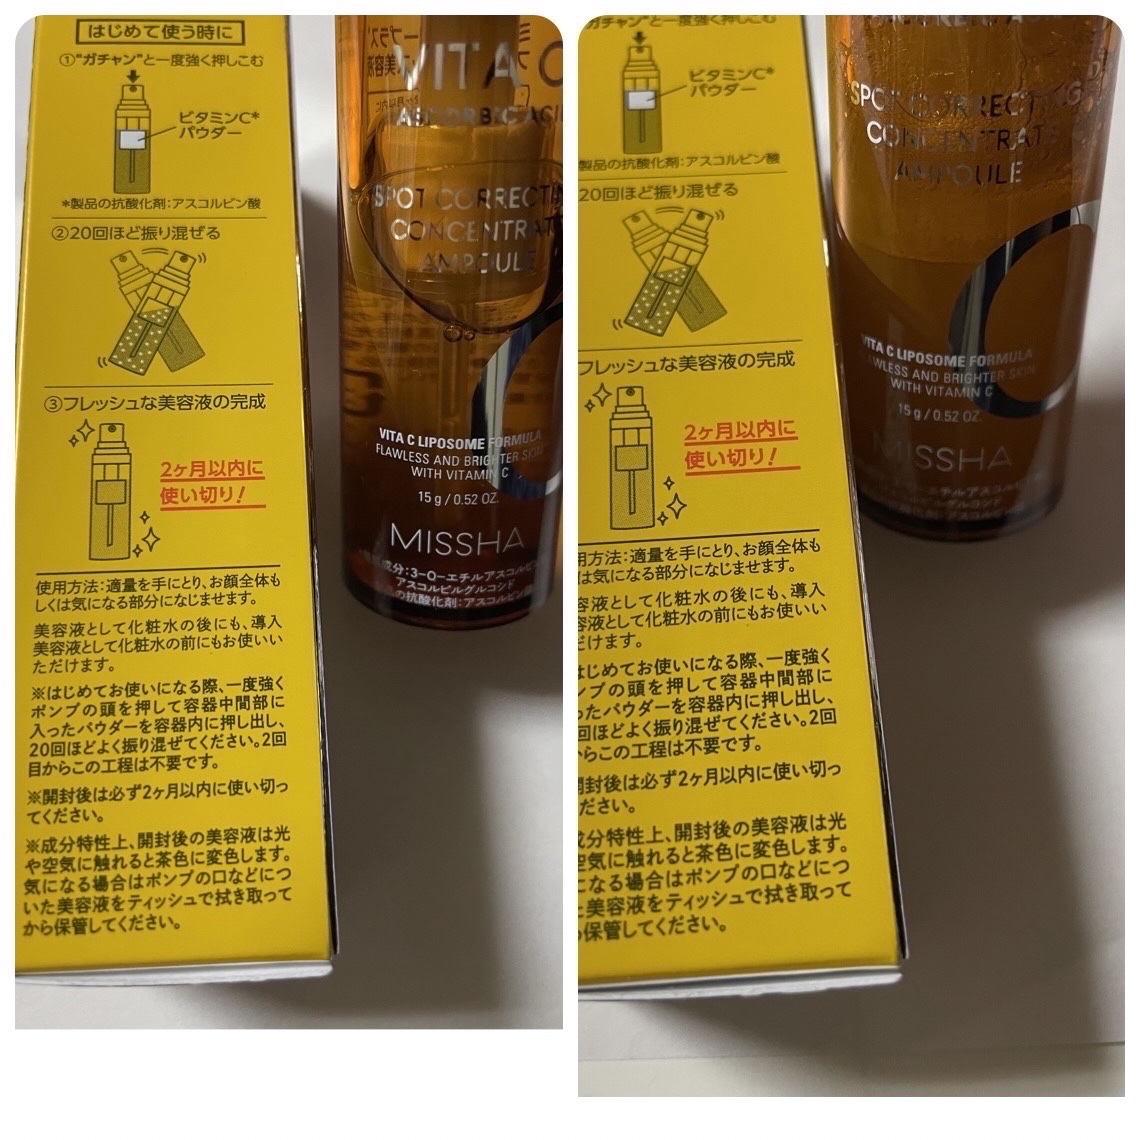 はじめて使う時に
①"ガチャン"と一度強く押しこむ
ビタミンC*
パウダー
*製品の抗酸化剤:アスコルビン酸
②20回ほど振り混ぜる
③フレッシュな美容液の完成
2ヶ月以内に
使い切り!
使用方法:適量を手にとり、お顔全体も
しくは気になる部分になじませます。
美容液として化粧水の後にも、導入
美容液として化粧水の前にもお使いい
ただけます。
※はじめてお使いになる際、一度強く
ポンプの頭を押して容器中間部に
入ったパウダーを容器内に押し出し、
20回ほどよく振り混ぜてください。2回
目からこの工程は不要です。
※開封後は必ず2ヶ月以内に使い切っ
てください。
※成分特性上、開封後の美容液は光
や空気に触れると茶色に変色します。
気になる場合はポンプの口などにつ
いた美容液をティッシュで拭き取って
から保管してください。
VITA C
ASCORBIC ACI
SPOT CORRECTIN
CONCENTRAT
AMPOULE
VITA C LIPOSOME FORMULA
FLAWLESS AND BRIGHTER SKIN
WITH VITAMIN C
15 g / 0.52 OZ.
MISSHA
成分:3-O-エチルアスコルビ
アスコルビルグルコシド
の抗酸化剤:アスコルビン
ガチャン"と一度強く押しこむ
ビタミンC*
パウダー
製品の抗酸化剤:アスコルビン酸
20回ほど振り混ぜる
フレッシュな美容液の完成
2ヶ月以内に
使い切り!
用方法:適量を手にとり、お顔全体も
は気になる部分になじませます。
容液として化粧水の後にも、導入
容液として化粧水の前にもお使いい
だけます。
はじめてお使いになる際、一度強く
ンプの頭を押して容器中間部に
ったパウダーを容器内に押し出し、
回ほどよく振り混ぜてください。2回
からこの工程は不要です。
開封後は必ず2ヶ月以内に使い切っ
ださい。
成分特性上、開封後の美容液は光
空気に触れると茶色に変色します。
になる場合はポンプの口などにつ
た美容液をティッシュで拭き取って
保管してください。
SPOT CORRECTING
CONCENTRAT
AMPOULE
VITA C LIPOSOME FORMULA
WLESS AND BRIGHTER SKIN
WITH VITAMIN C
15 g / 0.52 OZ.
MISSHA